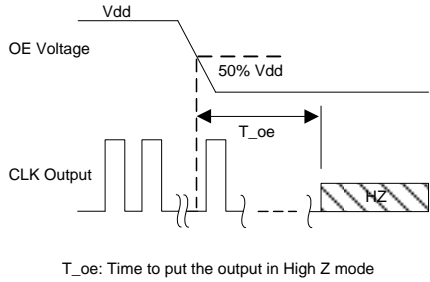 Vdd
OE Voltage
50% Vdd
T_oe
CLK Output
HZ
T_oe: Time to put the output in High Z mode